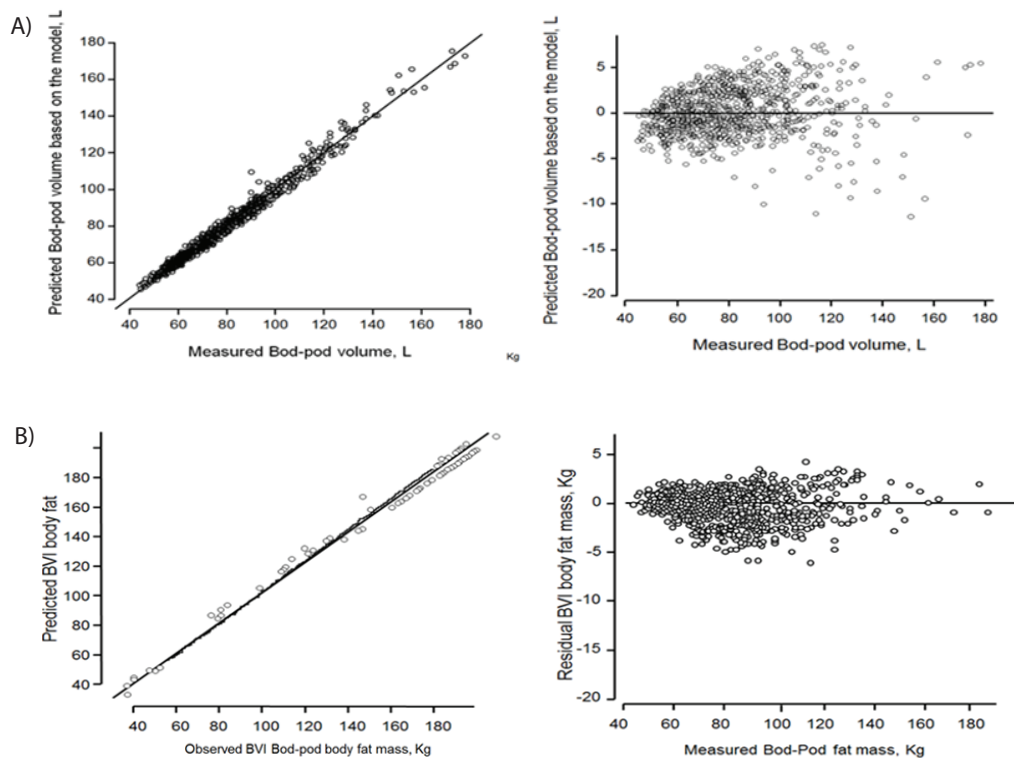 A)
Predicted Bod-pod volume based on the model, L
180
160
140
120
100
80
60
40
40 60 80 100 120 140 160 180
Measured Bod-pod volume, L
Kg
Predicted Bod-pod volume based on the model, L
5
0
-5
-10
-15
-20
40 60 80 100 120 140 160 180
Measured Bod-pod volume, L
B)
Predicted BVI body fat
180
160
140
120
100
80
60
40
40 60 80 100 120 140 160 180
Observed BVI Bod-pod body fat mass, Kg
Residual BVI body fat mass, Kg
5
0
-5
-10
-15
-20
40 60 80 100 120 140 160 180
Measured Bod-Pod fat mass, Kg